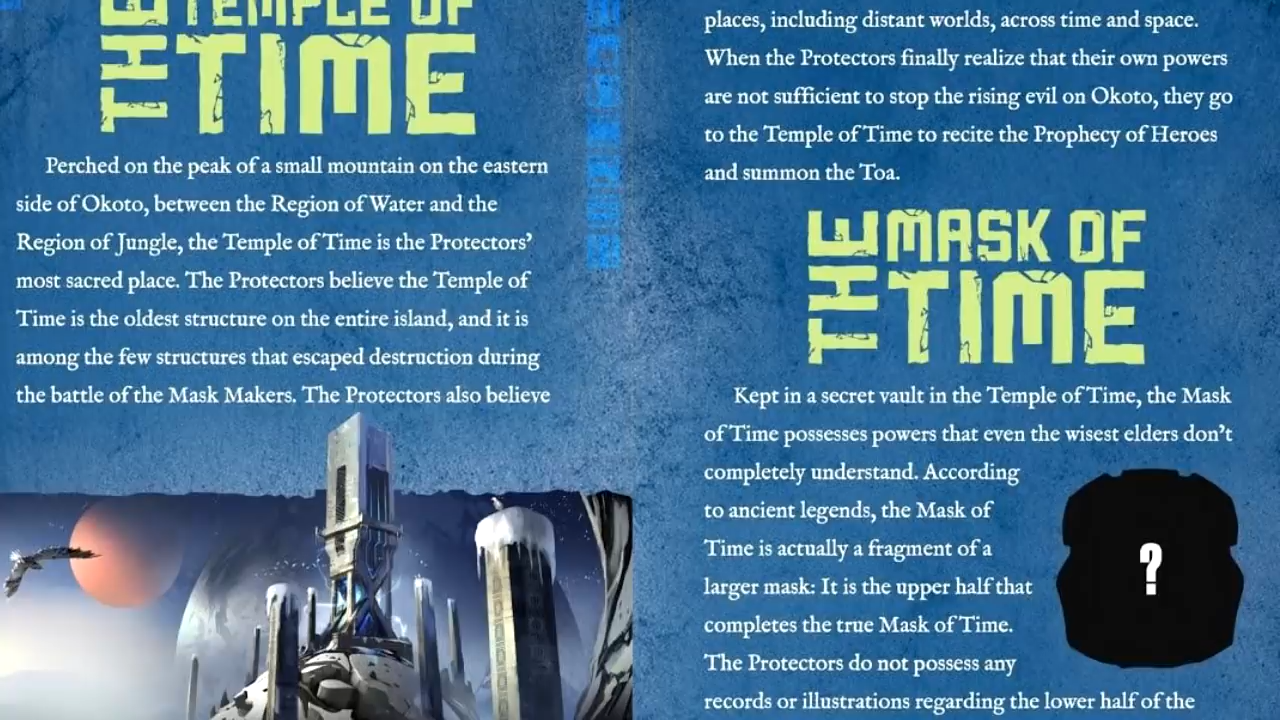 THE TEMPLE OF
TIME
Perched on the peak of a small mountain on the eastern
side of Okoto, between the Region of Water and the
Region of Jungle, the Temple of Time is the Protectors'
most sacred place. The Protectors believe the Temple of
Time is the oldest structure on the entire island, and it is
among the few structures that escaped destruction during
the battle of the Mask Makers. The Protectors also believe
places, including distant worlds, across time and space.
When the Protectors finally realize that their own powers
are not sufficient to stop the rising evil on Okoto, they go
to the Temple of Time to recite the Prophecy of Heroes
and summon the Toa.
THE MASK OF
TIME
Kept in a secret vault in the Temple of Time, the Mask
of Time possesses powers that even the wisest elders don't
completely understand. According
to ancient legends, the Mask of
Time is actually a fragment of a
larger mask: It is the upper half that
completes the true Mask of Time.
The Protectors do not possess any
records or illustrations regarding the lower half of the
?